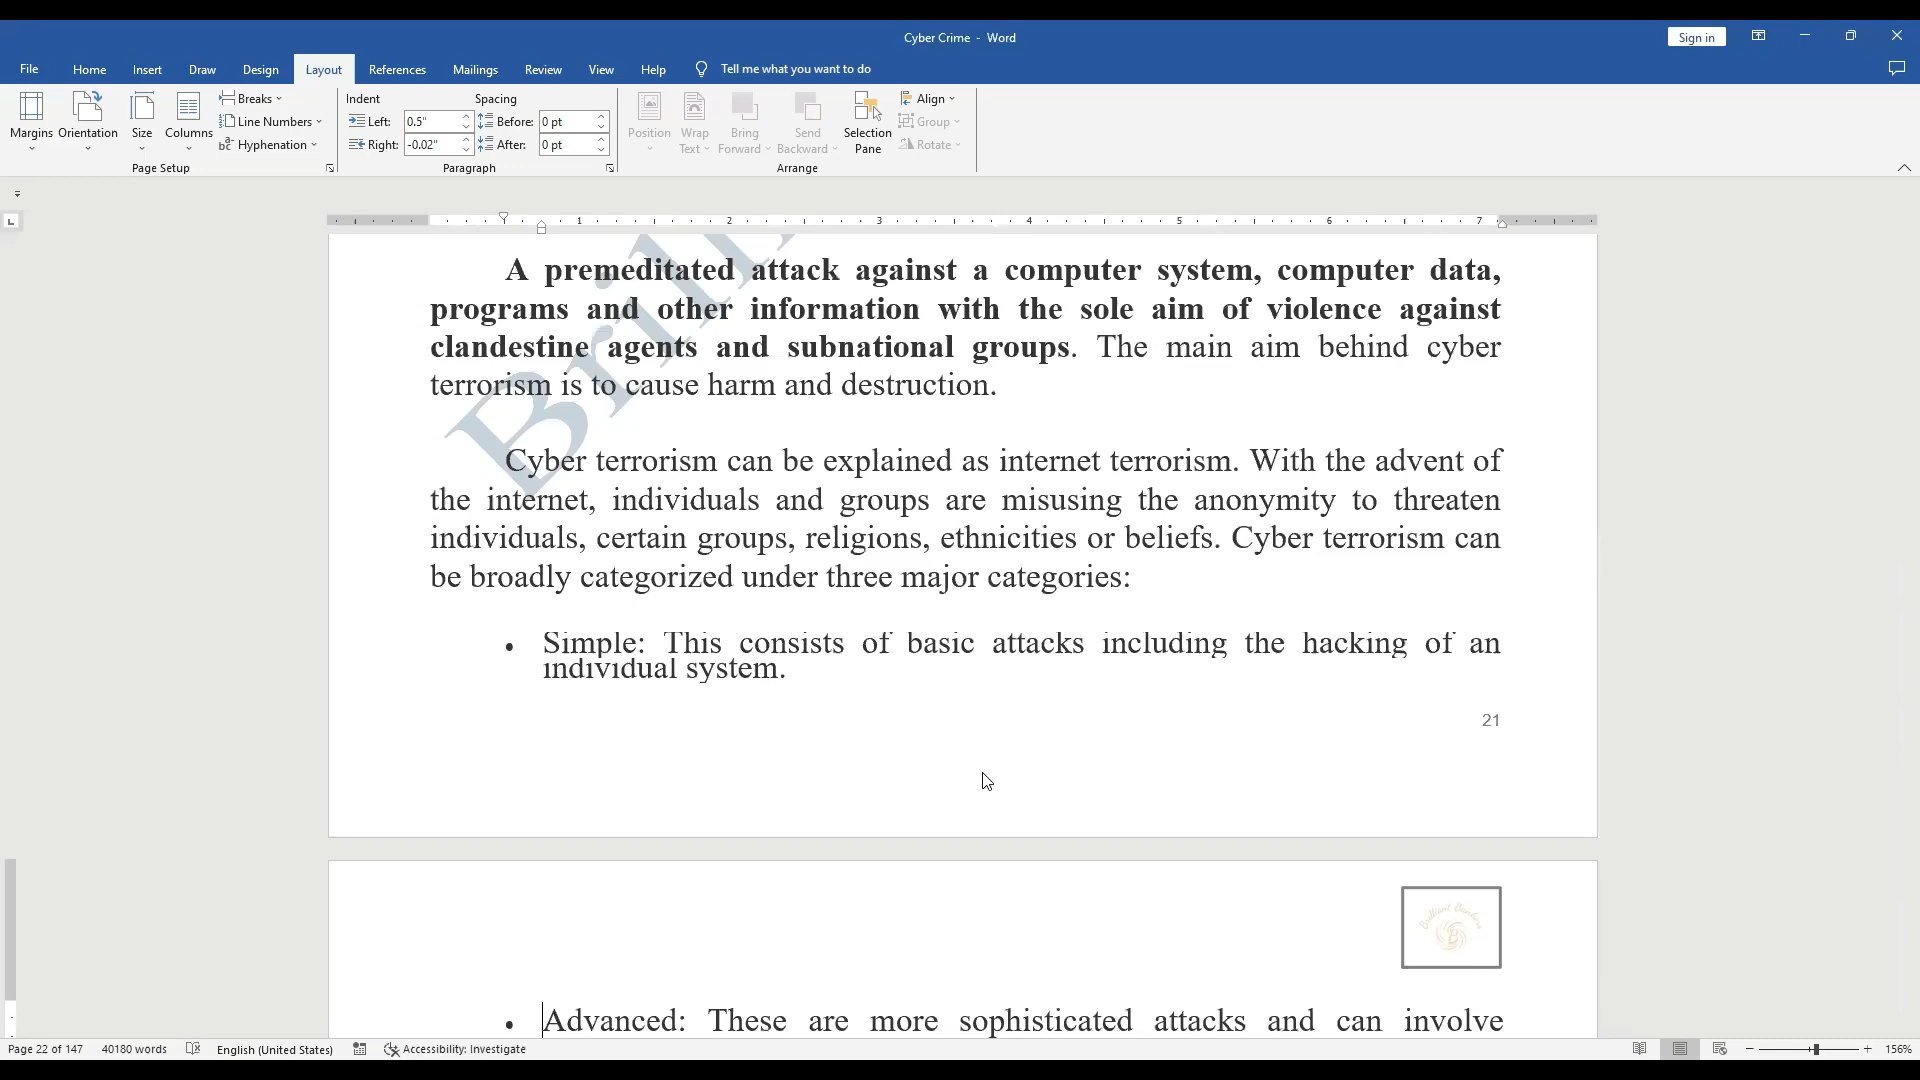 Cyber Crime - Word
Sign in
File Home Insert Draw Design Layout References Mailings Review View Help Tell me what you want to do
Margins Orientation Size Columns Breaks Line Numbers Hyphenation
Page Setup
Indent Spacing
Left: 0.5" Before: 0 pt
Right: -0.02" After: 0 pt
Paragraph
Position Wrap Text Bring Forward Send Backward Selection Pane Align Group Rotate
Arrange
1 2 3 4 5 6 7
Brill
A premeditated attack against a computer system, computer data,
programs and other information with the sole aim of violence against
clandestine agents and subnational groups. The main aim behind cyber
terrorism is to cause harm and destruction.
Cyber terrorism can be explained as internet terrorism. With the advent of
the internet, individuals and groups are misusing the anonymity to threaten
individuals, certain groups, religions, ethnicities or beliefs. Cyber terrorism can
be broadly categorized under three major categories:
• Simple: This consists of basic attacks including the hacking of an
individual system.
21
B
• Advanced: These are more sophisticated attacks and can involve
Page 22 of 147 40180 words English (United States) Accessibility: Investigate 156%